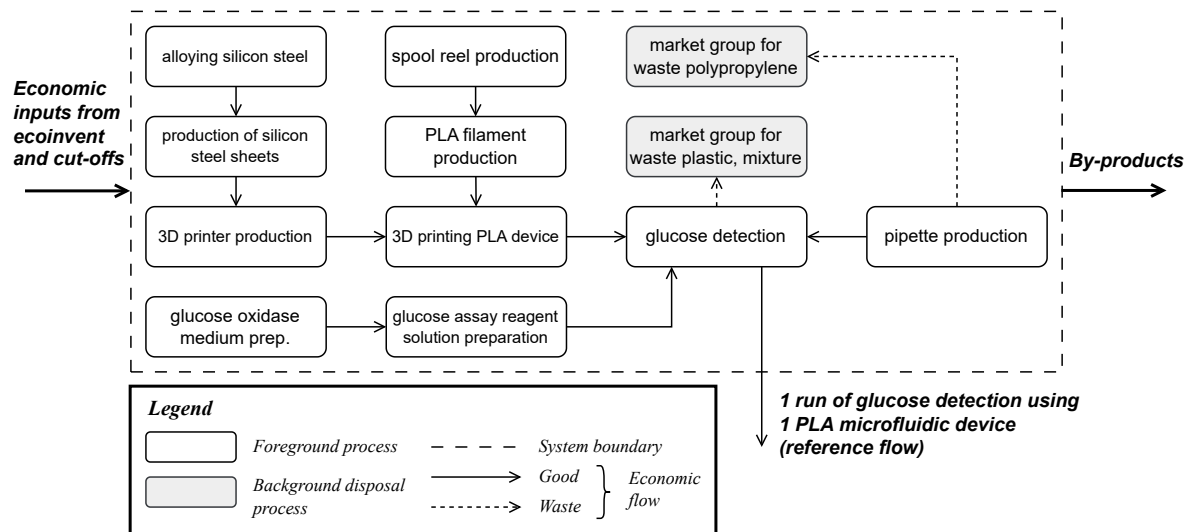 Economic
inputs from
ecoinvent
and cut-offs
alloying silicon steel
spool reel production
market group for
waste polypropylene
production of silicon
steel sheets
PLA filament
production
market group for
waste plastic, mixture
By-products
3D printer production
3D printing PLA device
glucose detection
pipette production
glucose oxidase
medium prep.
glucose assay reagent
solution preparation
1 run of glucose detection using
1 PLA microfluidic device
(reference flow)
Legend
Foreground process
System boundary
Background disposal
process
Good
Waste
Economic
flow